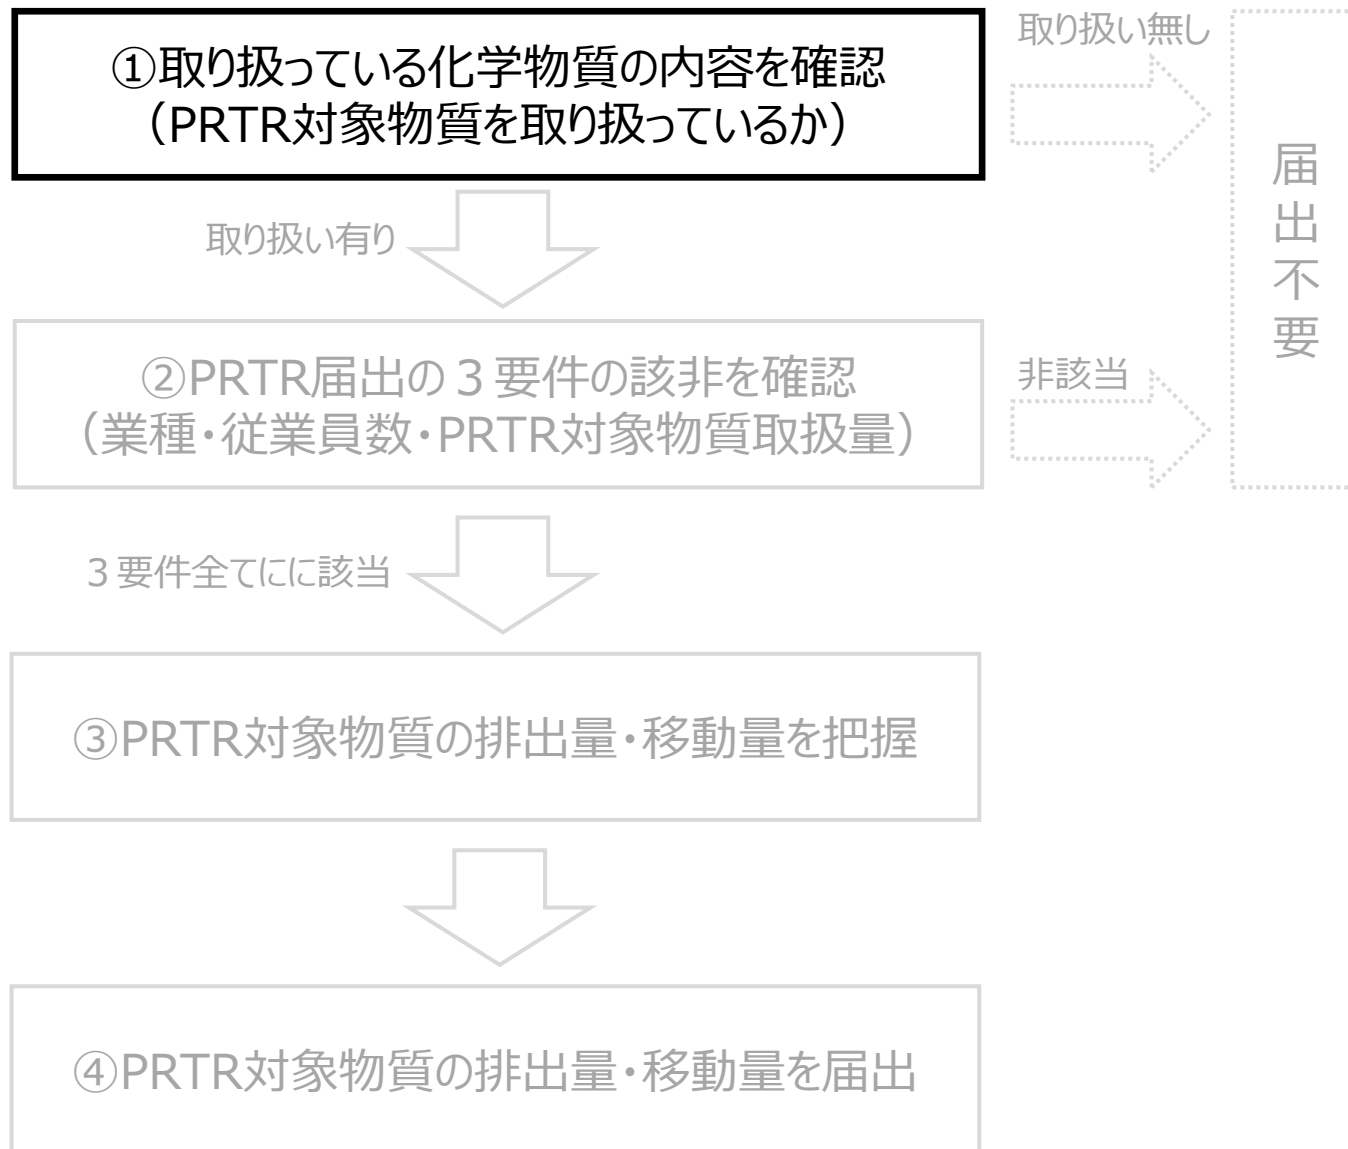 ①取り扱っている化学物質の内容を確認
（PRTR対象物質を取り扱っているか）
取り扱い無し
届出不要
取り扱い有り
②PRTR届出の３要件の該非を確認
（業種・従業員数・PRTR対象物質取扱量）
非該当
３要件全てにに該当
③PRTR対象物質の排出量・移動量を把握
④PRTR対象物質の排出量・移動量を届出